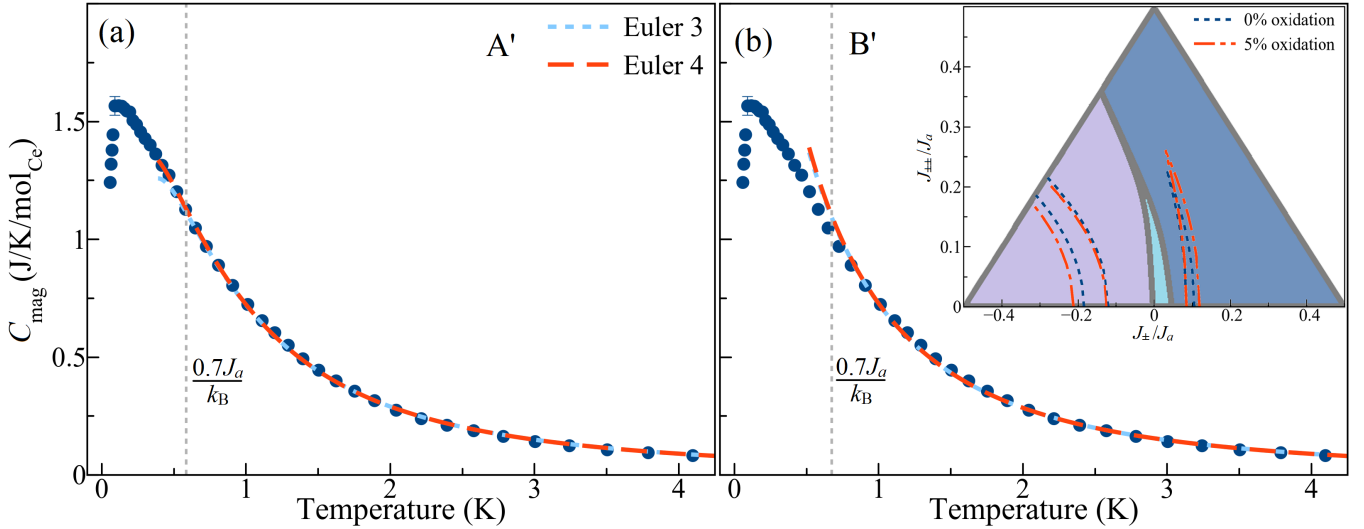 (a)
A'
Euler 3
Euler 4
C_mag (J/K/mol_Ce)
1.5
1
0.5
0
0.7J_a
k_B
0 1 2 3 4
Temperature (K)
(b)
B'
0.7J_a
k_B
0 1 2 3 4
Temperature (K)
0% oxidation
5% oxidation
J_±±/J_a
0.4
0.3
0.2
0.1
0
−0.4 −0.2 0 0.2 0.4
J_±/J_a